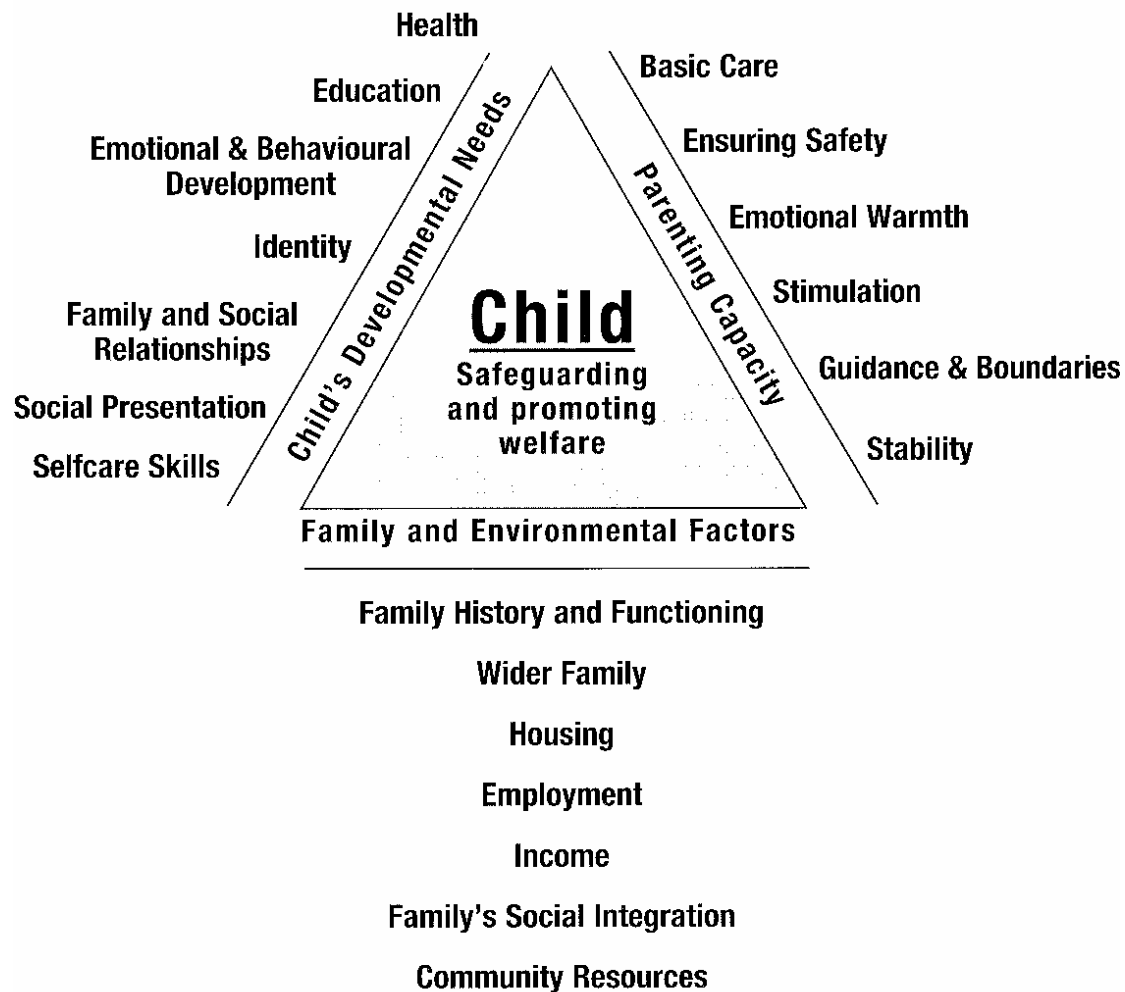 Health
Education
Emotional & Behavioural
Development
Identity
Family and Social
Relationships
Social Presentation
Selfcare Skills
Child's Developmental Needs
Child
Safeguarding
and promoting
welfare
Parenting Capacity
Basic Care
Ensuring Safety
Emotional Warmth
Stimulation
Guidance & Boundaries
Stability
Family and Environmental Factors
Family History and Functioning
Wider Family
Housing
Employment
Income
Family's Social Integration
Community Resources